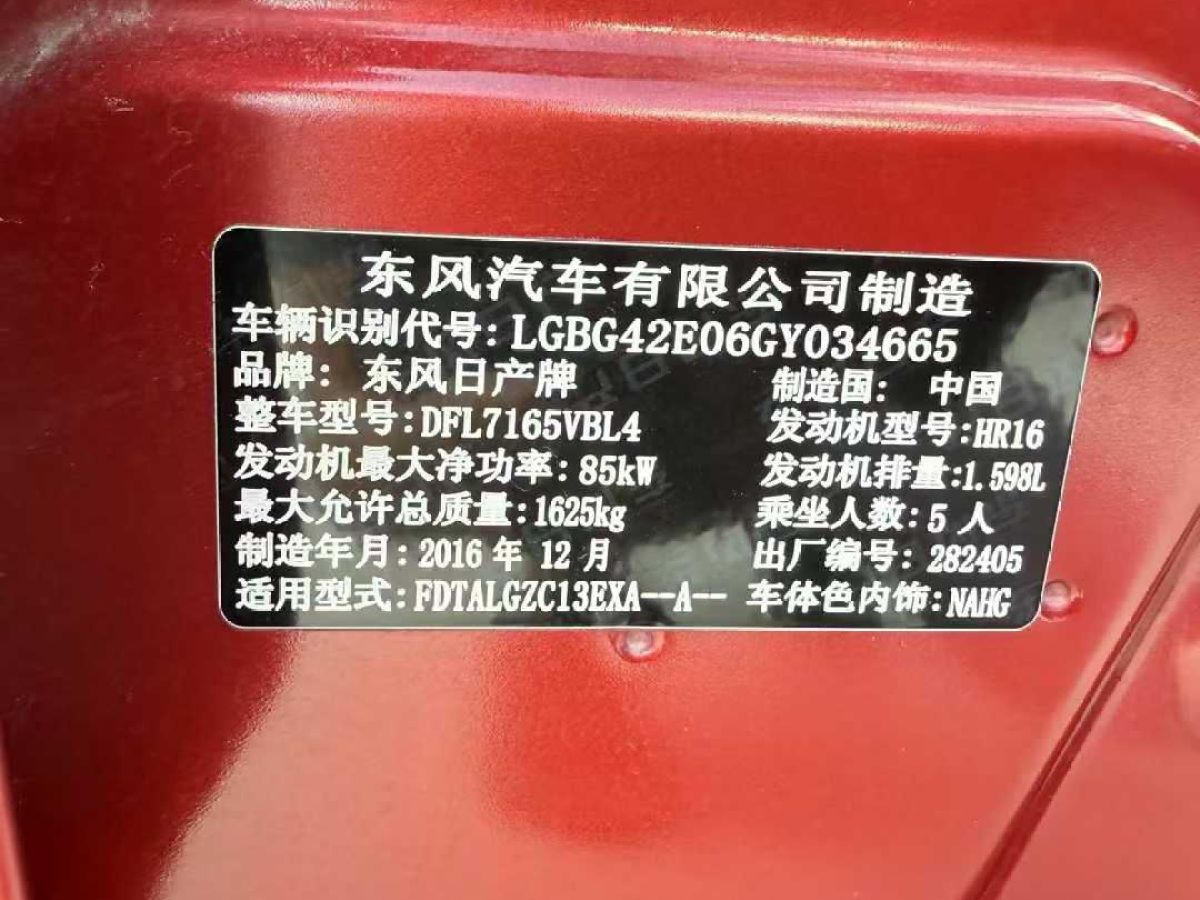 东风汽车有限公司制造
车辆识别代号:LGBG42E06GY034665
品牌: 东风日产牌 制造国: 中国
整车型号:DFL7165VBL4 发动机型号:HR16
发动机最大净功率:85kW 发动机排量:1.598L
最大允许总质量:1625kg 乘坐人数:5 人
制造年月:2016 年 12 月 出厂编号:282405
适用型式:FDTALGZC13EXA--A-- 车体色内饰:NAHG